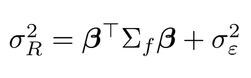 σ_R^2 = 𝜷^⊤ Σ_f 𝜷 + σ_ε^2